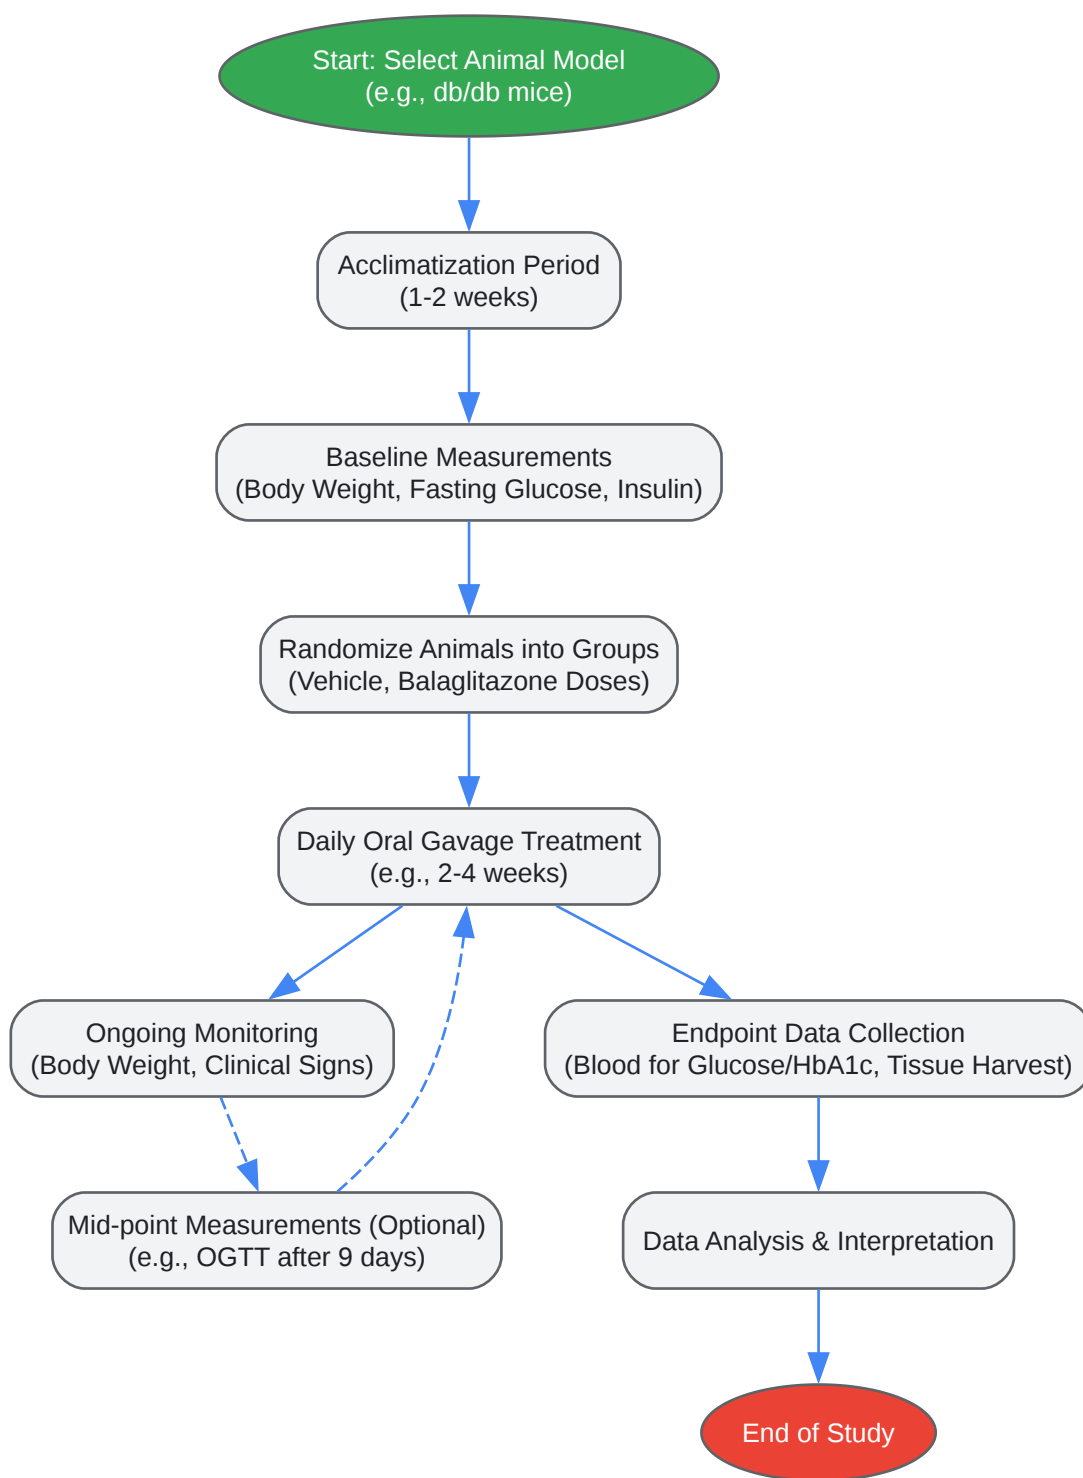 Start: Select Animal Model
(e.g., db/db mice)
Acclimatization Period
(1-2 weeks)
Baseline Measurements
(Body Weight, Fasting Glucose, Insulin)
Randomize Animals into Groups
(Vehicle, Balaglitazone Doses)
Daily Oral Gavage Treatment
(e.g., 2-4 weeks)
Ongoing Monitoring
(Body Weight, Clinical Signs)
Endpoint Data Collection
(Blood for Glucose/HbA1c, Tissue Harvest)
Mid-point Measurements (Optional)
(e.g., OGTT after 9 days)
Data Analysis & Interpretation
End of Study